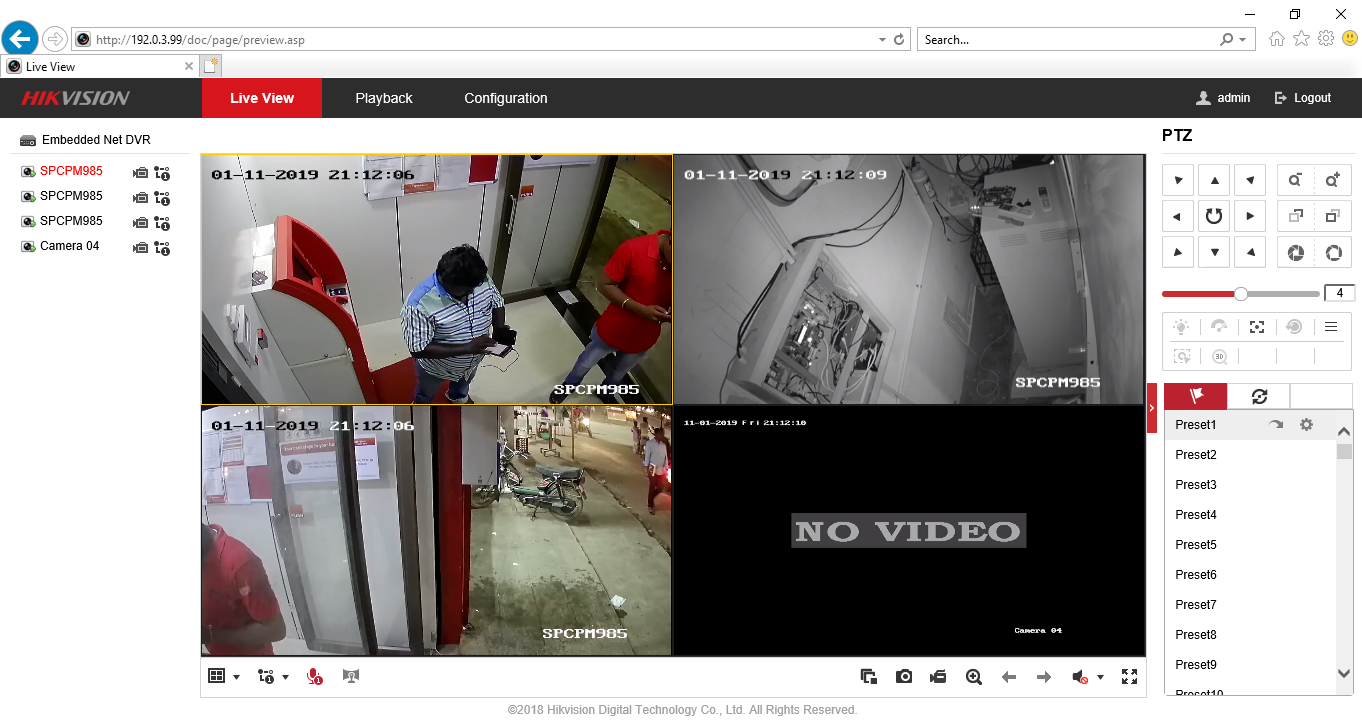 http://192.0.3.99/doc/page/preview.asp
Search...
Live View
HIKVISION
Live View
Playback
Configuration
admin
Logout
Embedded Net DVR
SPCPM985
SPCPM985
SPCPM985
Camera 04
01-11-2019 21:12:06
SPCPM985
01-11-2019 21:12:09
SPCPM985
01-11-2019 21:12:06
SPCPM985
11-01-2019 Fri 21:12:10
NO VIDEO
Camera 04
PTZ
4
3D
Preset1
Preset2
Preset3
Preset4
Preset5
Preset6
Preset7
Preset8
Preset9
Preset10
©2018 Hikvision Digital Technology Co., Ltd. All Rights Reserved.